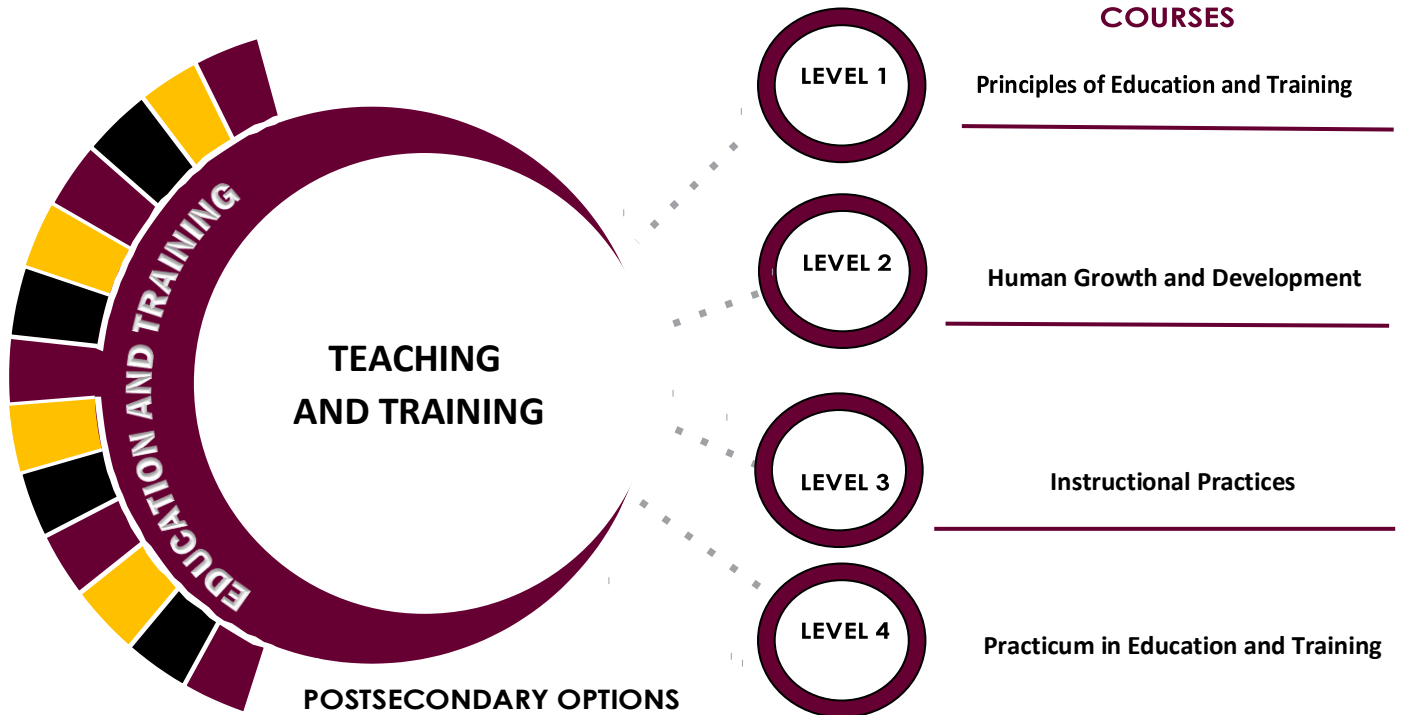 COURSES
LEVEL 1
Principles of Education and Training
LEVEL 2
Human Growth and Development
EDUCATION AND TRAINING
TEACHING
AND TRAINING
LEVEL 3
Instructional Practices
LEVEL 4
Practicum in Education and Training
POSTSECONDARY OPTIONS